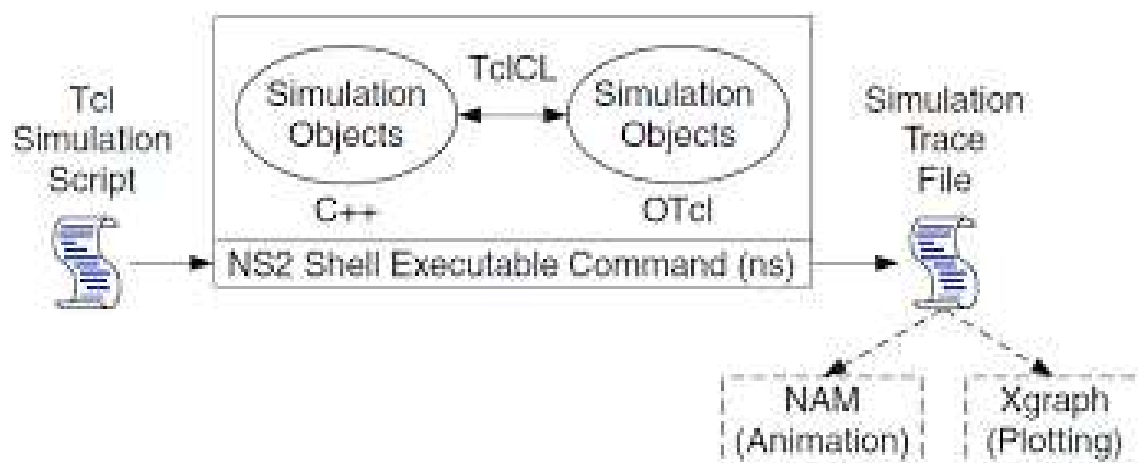 Tcl
Simulation
Script
Simulation
Objects
C++
TclCL
Simulation
Objects
OTcl
NS2 Shell Executable Command (ns)
Simulation
Trace
File
NAM
(Animation)
Xgraph
(Plotting)